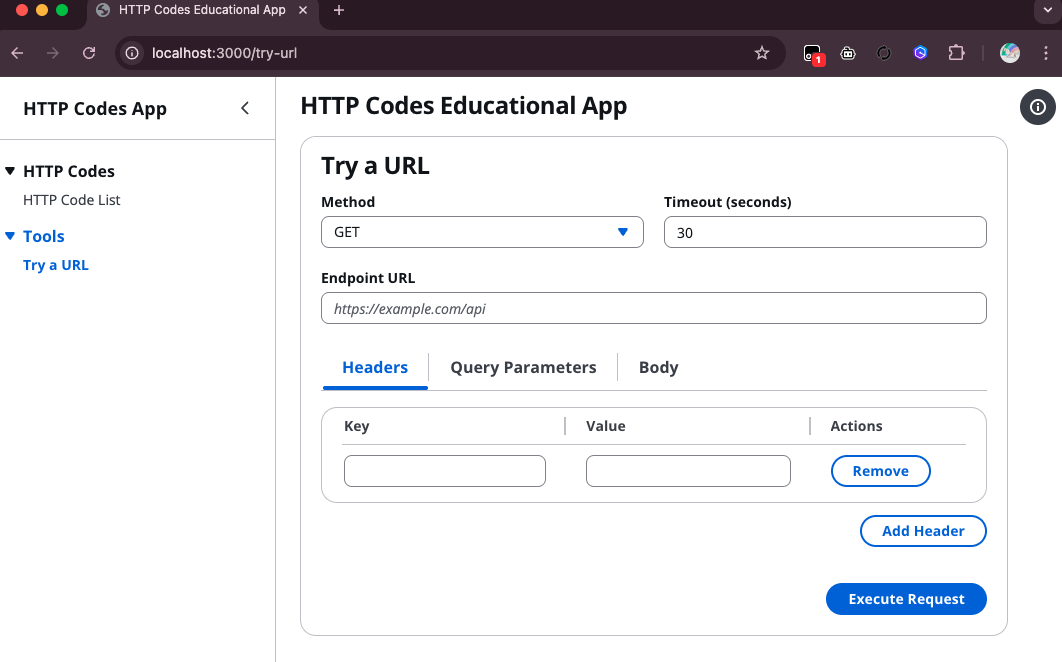 HTTP Codes Educational App
localhost:3000/try-url
1
HTTP Codes App
HTTP Codes
HTTP Code List
Tools
Try a URL
HTTP Codes Educational App
Try a URL
Method Timeout (seconds)
GET 30
Endpoint URL
https://example.com/api
Headers Query Parameters Body
Key Value Actions
Remove
Add Header
Execute Request